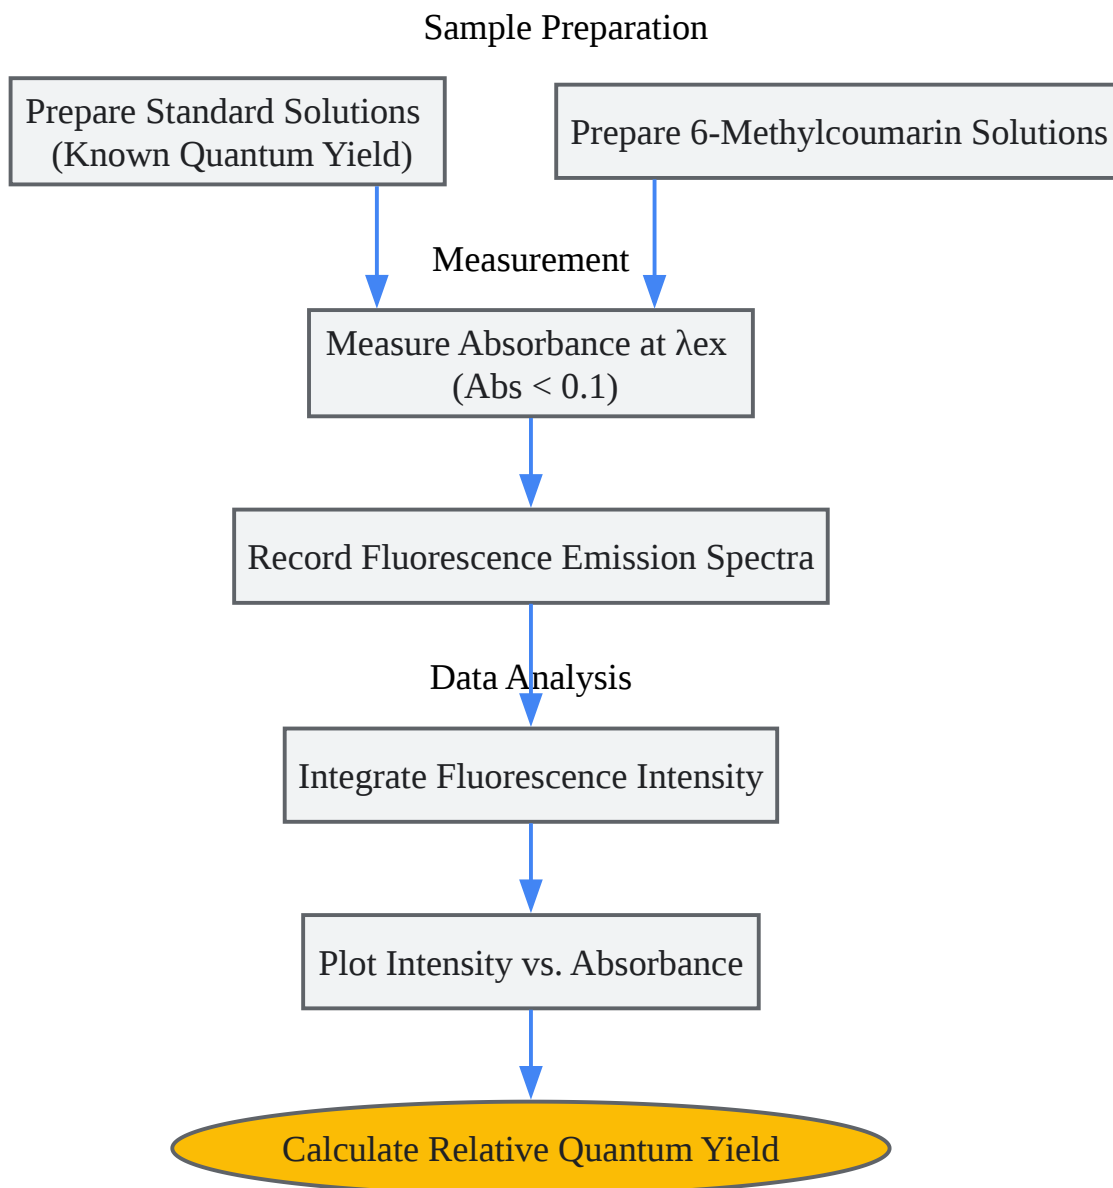 Sample Preparation
Prepare Standard Solutions
(Known Quantum Yield)
Prepare 6-Methylcoumarin Solutions
Measurement
Measure Absorbance at λex
(Abs < 0.1)
Record Fluorescence Emission Spectra
Data Analysis
Integrate Fluorescence Intensity
Plot Intensity vs. Absorbance
Calculate Relative Quantum Yield